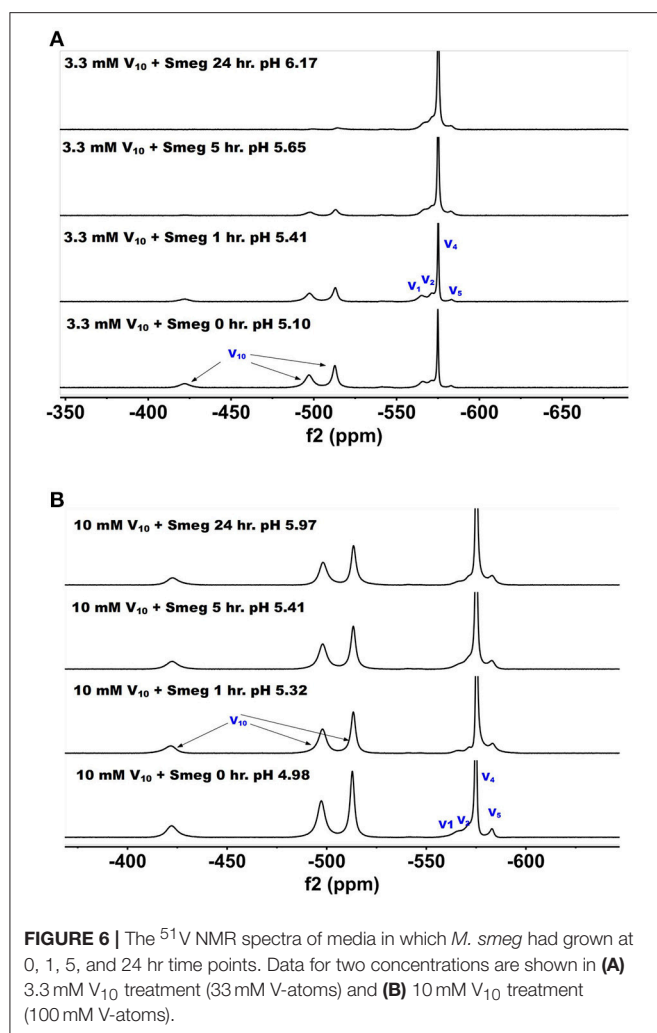 A
3.3 mM V₁₀ + Smeg 24 hr. pH 6.17
3.3 mM V₁₀ + Smeg 5 hr. pH 5.65
3.3 mM V₁₀ + Smeg 1 hr. pH 5.41
V₄
V₁ V₂ V₅
3.3 mM V₁₀ + Smeg 0 hr. pH 5.10
V₁₀
-350 -400 -450 -500 -550 -600 -650
f2 (ppm)
B
10 mM V₁₀ + Smeg 24 hr. pH 5.97
10 mM V₁₀ + Smeg 5 hr. pH 5.41
10 mM V₁₀ + Smeg 1 hr. pH 5.32
V₁₀
10 mM V₁₀ + Smeg 0 hr. pH 4.98
V₄
V1 V₂ V₅
-400 -450 -500 -550 -600
f2 (ppm)
FIGURE 6 | The ⁵¹V NMR spectra of media in which M. smeg had grown at
0, 1, 5, and 24 hr time points. Data for two concentrations are shown in (A)
3.3 mM V₁₀ treatment (33 mM V-atoms) and (B) 10 mM V₁₀ treatment
(100 mM V-atoms).